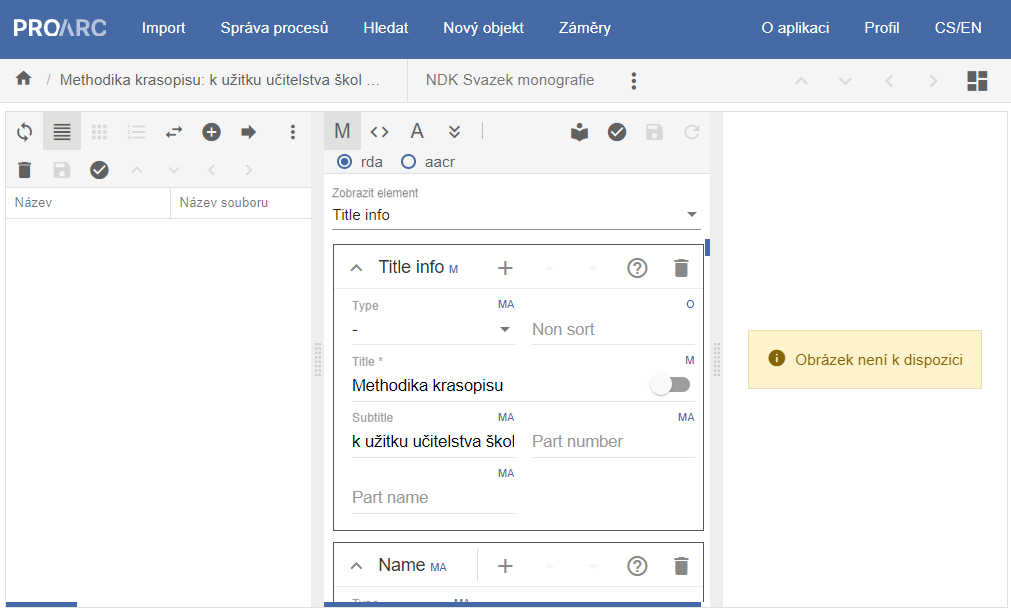 PROARC Import Správa procesů Hledat Nový objekt Záměry O aplikaci Profil CS/EN
/ Methodika krasopisu: k užitku učitelstva škol ... NDK Svazek monografie
M <> A
rda aacr
Název Název souboru
Zobrazit element
Title info
Title info M
Type MA O
- Non sort
Title * M
Methodika krasopisu
Subtitle MA MA
k užitku učitelstva škol Part number
MA
Part name
Obrázek není k dispozici
Name MA
Type MA